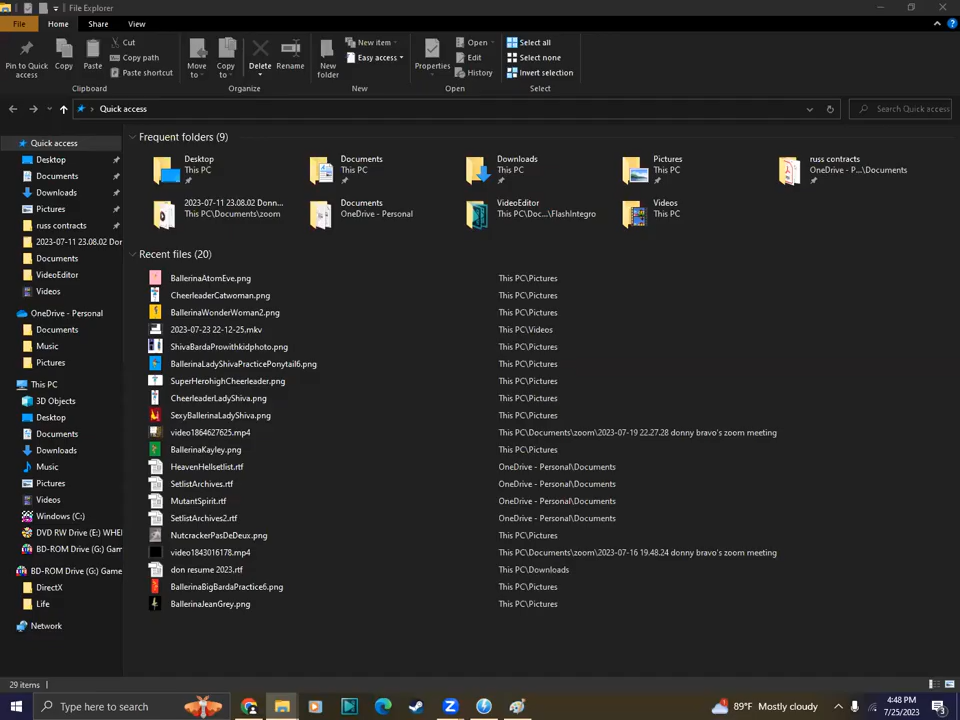 File Explorer
File Home Share View
Pin to Quick access
Copy
Paste
Cut
Copy path
Paste shortcut
Clipboard
Move to
Copy to
Delete
Rename
Organize
New folder
New item
Easy access
New
Properties
Open
Edit
History
Open
Select all
Select none
Invert selection
Select
Quick access
Search Quick access
Quick access
Desktop
Documents
Downloads
Pictures
russ contracts
2023-07-11 23.08.02 Dor
Documents
VideoEditor
Videos
OneDrive - Personal
Documents
Music
Pictures
This PC
3D Objects
Desktop
Documents
Downloads
Music
Pictures
Videos
Windows (C:)
DVD RW Drive (E:) WHE
BD-ROM Drive (G:) Gam
BD-ROM Drive (G:) Game
DirectX
Life
Network
Frequent folders (9)
Desktop
This PC
Documents
This PC
Downloads
This PC
Pictures
This PC
russ contracts
OneDrive - P...\Documents
2023-07-11 23.08.02 Donn...
This PC\Documents\zoom
Documents
OneDrive - Personal
VideoEditor
This PC\Doc...\FlashIntegro
Videos
This PC
Recent files (20)
BallerinaAtomEve.png This PC\Pictures
CheerleaderCatwoman.png This PC\Pictures
BallerinaWonderWoman2.png This PC\Pictures
2023-07-23 22-12-25.mkv This PC\Videos
ShivaBardaProwithkidphoto.png This PC\Pictures
BallerinaLadyShivaPracticePonytail6.png This PC\Pictures
SuperHerohighCheerleader.png This PC\Pictures
CheerleaderLadyShiva.png This PC\Pictures
SexyBallerinaLadyShiva.png This PC\Pictures
video1864627625.mp4 This PC\Documents\zoom\2023-07-19 22.27.28 donny bravo's zoom meeting
BallerinaKayley.png This PC\Pictures
HeavenHellsetlist.rtf OneDrive - Personal\Documents
SetlistArchives.rtf OneDrive - Personal\Documents
MutantSpirit.rtf OneDrive - Personal\Documents
SetlistArchives2.rtf OneDrive - Personal\Documents
NutcrackerPasDeDeux.png This PC\Pictures
video1843016178.mp4 This PC\Documents\zoom\2023-07-16 19.48.24 donny bravo's zoom meeting
don resume 2023.rtf This PC\Downloads
BallerinaBigBardaPractice6.png This PC\Pictures
BallerinaJeanGrey.png This PC\Pictures
29 items
Type here to search
89°F Mostly cloudy
4:48 PM
7/25/2023
3